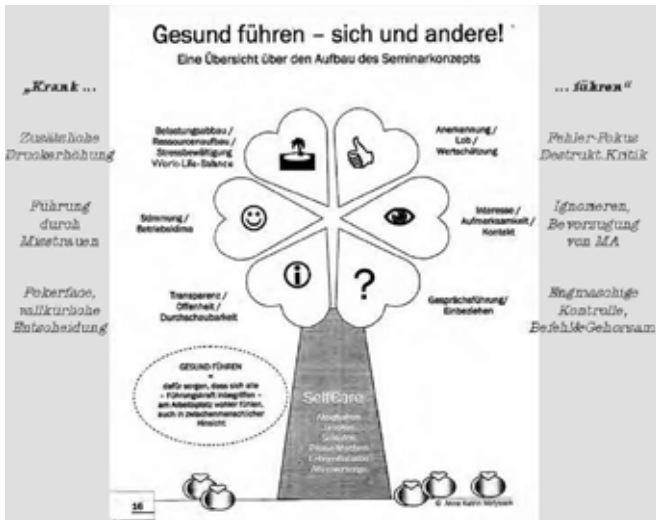 Gesund führen – sich und andere!
Eine Übersicht über den Aufbau des Seminarkonzepts
„Krank ...
... führen“
Zusätzliche
Druckerhöhung
Führung
durch
Misstrauen
Pokerface,
willkürliche
Entscheidung
Belastungsabbau /
Ressourcenaufbau /
Stressbewältigung
Work-Life-Balance
Stimmung /
Betriebsklima
Transparenz /
Offenheit /
Durchschaubarkeit
Anerkennung /
Lob /
Wertschätzung
Interesse /
Aufmerksamkeit /
Kontakt
?
Gesprächsführung/
Einbeziehen
Fehler-Fokus
Destrukt. Kritik
Ignorieren,
Bevorzugung
von MA
Engmaschige
Kontrolle,
Befehl&Gehorsam
GESUND FÜHREN
=
dafür sorgen, dass sich alle
– Führungskraft inbegriffen –
am Arbeitsplatz wohler fühlen,
auch in zwischenmenschlicher
Hinsicht
SelfCare
16
© Anne Katrin Matyssek